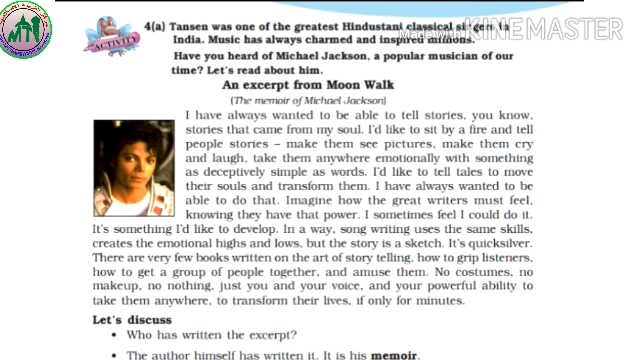 ACTIVITY
4(a) Tansen was one of the greatest Hindustani classical singers in
India. Music has always charmed and inspired millions.
KINEMASTER
Have you heard of Michael Jackson, a popular musician of our
time? Let's read about him.
An excerpt from Moon Walk
(The memoir of Michael Jackson)
I have always wanted to be able to tell stories, you know,
stories that came from my soul. I'd like to sit by a fire and tell
people stories – make them see pictures, make them cry
and laugh, take them anywhere emotionally with something
as deceptively simple as words. I'd like to tell tales to move
their souls and transform them. I have always wanted to be
able to do that. Imagine how the great writers must feel,
knowing they have that power. I sometimes feel I could do it.
It's something I'd like to develop. In a way, song writing uses the same skills,
creates the emotional highs and lows, but the story is a sketch. It's quicksilver.
There are very few books written on the art of story telling, how to grip listeners,
how to get a group of people together, and amuse them. No costumes, no
makeup, no nothing, just you and your voice, and your powerful ability to
take them anywhere, to transform their lives, if only for minutes.
Let's discuss
• Who has written the excerpt?
• The author himself has written it. It is his memoir.